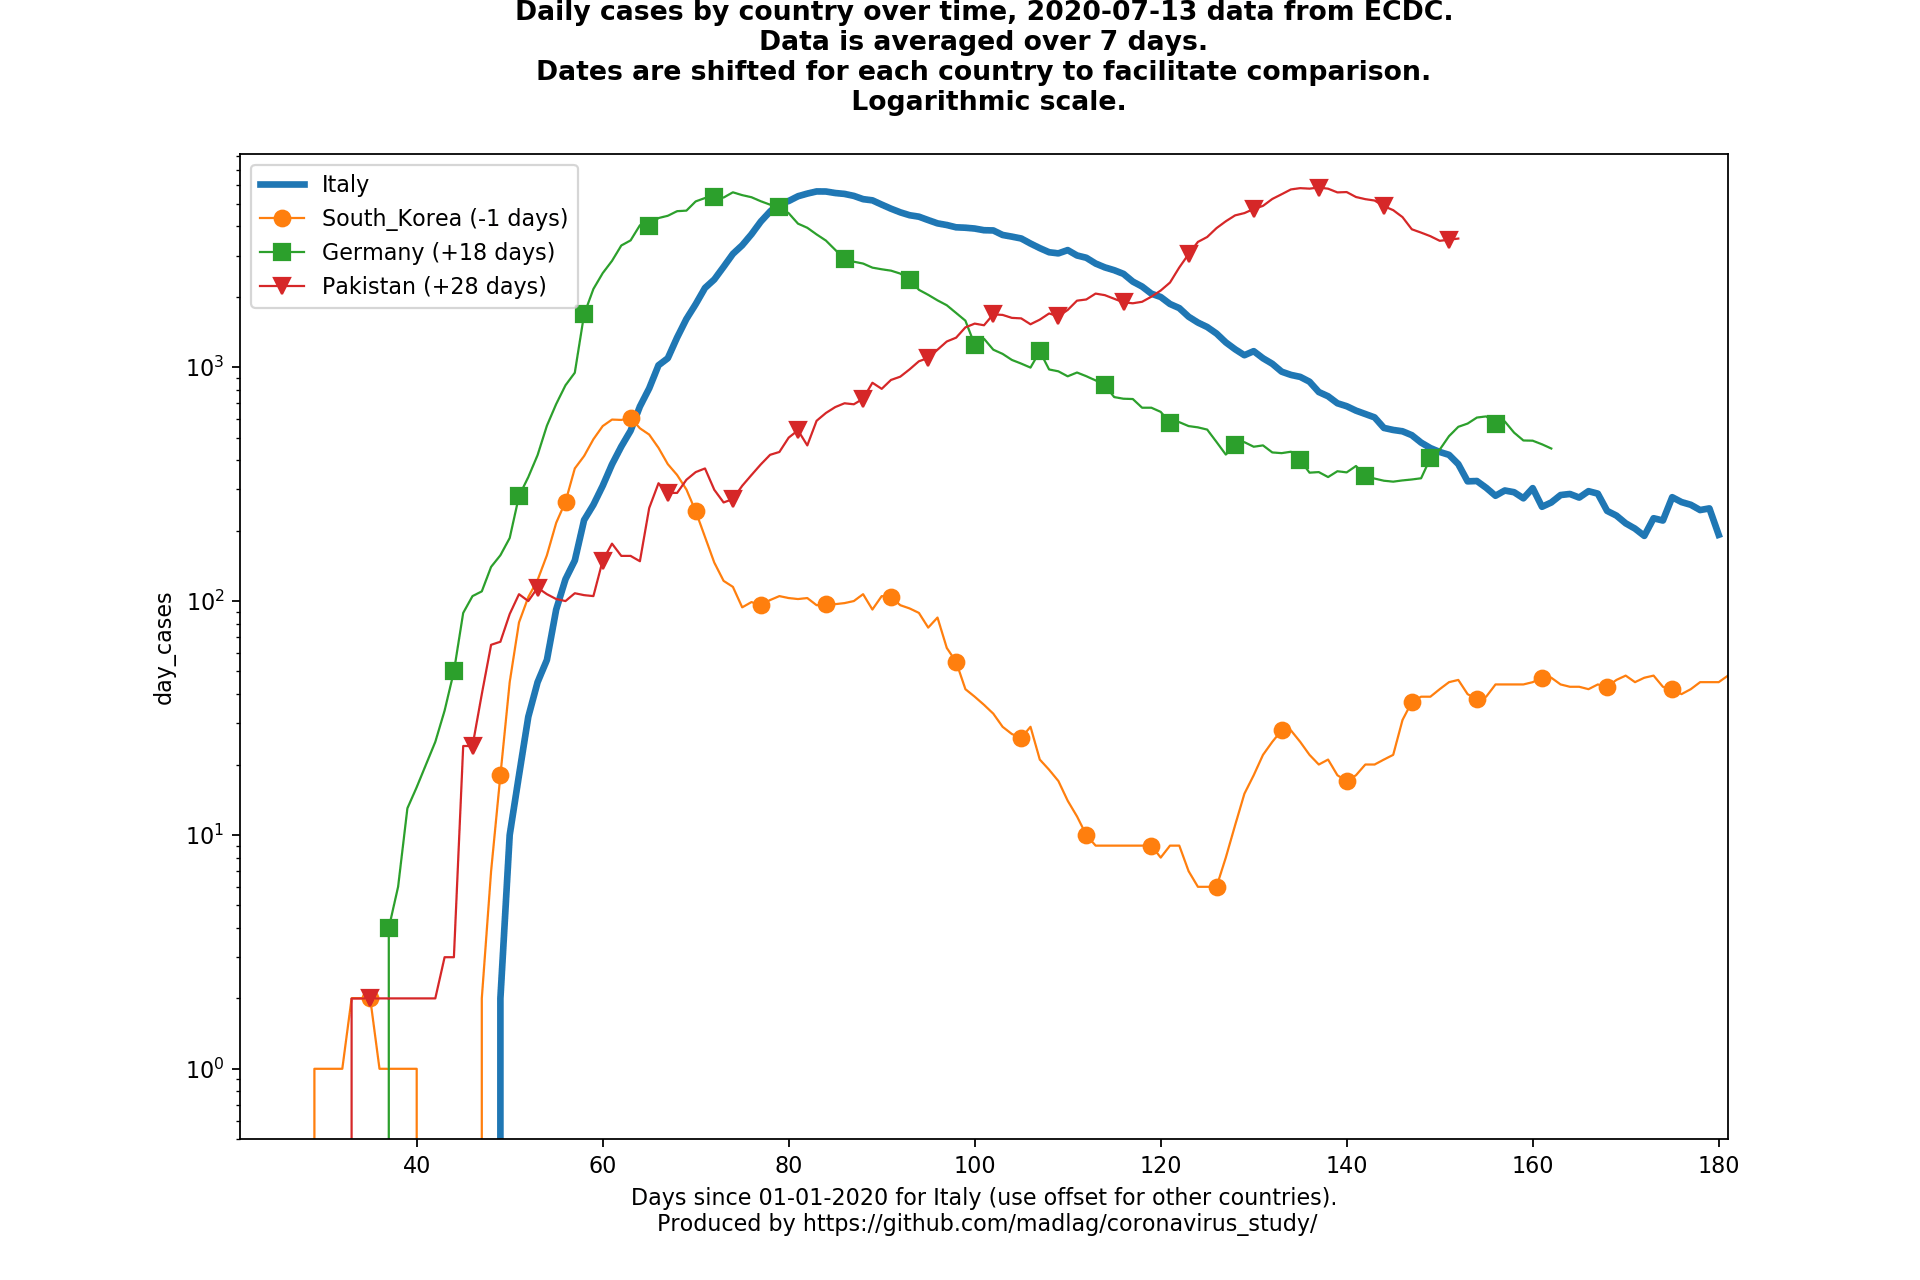 Daily cases by country over time, 2020-07-13 data from ECDC.
Data is averaged over 7 days.
Dates are shifted for each country to facilitate comparison.
Logarithmic scale.
Italy
South_Korea (-1 days)
Germany (+18 days)
Pakistan (+28 days)
day_cases
10³
10²
10¹
10⁰
40 60 80 100 120 140 160 180
Days since 01-01-2020 for Italy (use offset for other countries).
Produced by https://github.com/madlag/coronavirus_study/